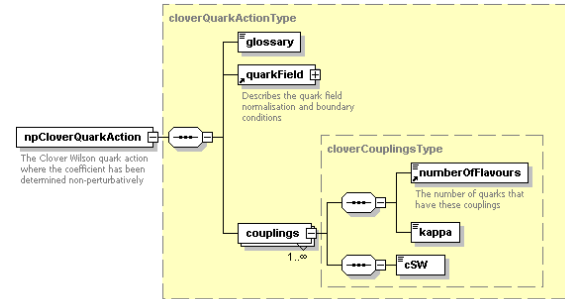 cloverQuarkActionType
glossary
quarkField
Describes the quark field
normalisation and boundary
conditions
npCloverQuarkAction
The Clover Wilson quark action
where the coefficient has been
determined non-perturbatively
cloverCouplingsType
numberOfFlavours
The number of quarks that
have these couplings
kappa
couplings
1..∞
cSW